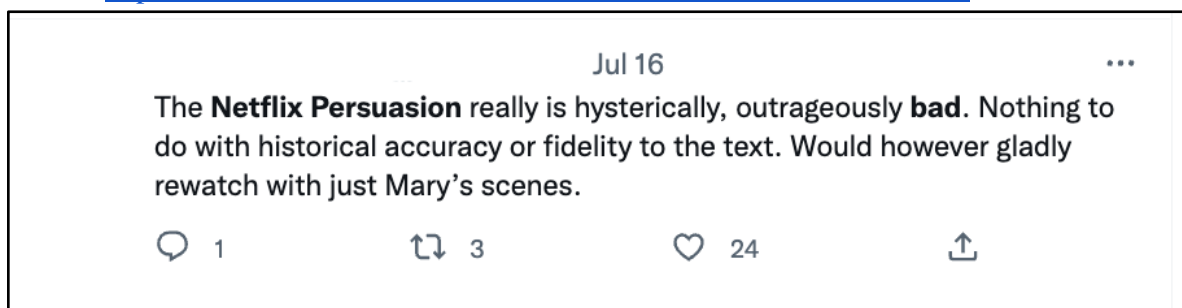 Jul 16
The Netflix Persuasion really is hysterically, outrageously bad. Nothing to
do with historical accuracy or fidelity to the text. Would however gladly
rewatch with just Mary’s scenes.
1 3 24